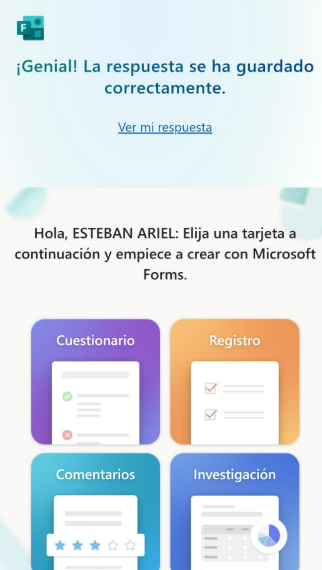 F
¡Genial! La respuesta se ha guardado
correctamente.
Ver mi respuesta
Hola, ESTEBAN ARIEL: Elija una tarjeta a
continuación y empiece a crear con Microsoft
Forms.
Cuestionario
Registro
Comentarios
Investigación